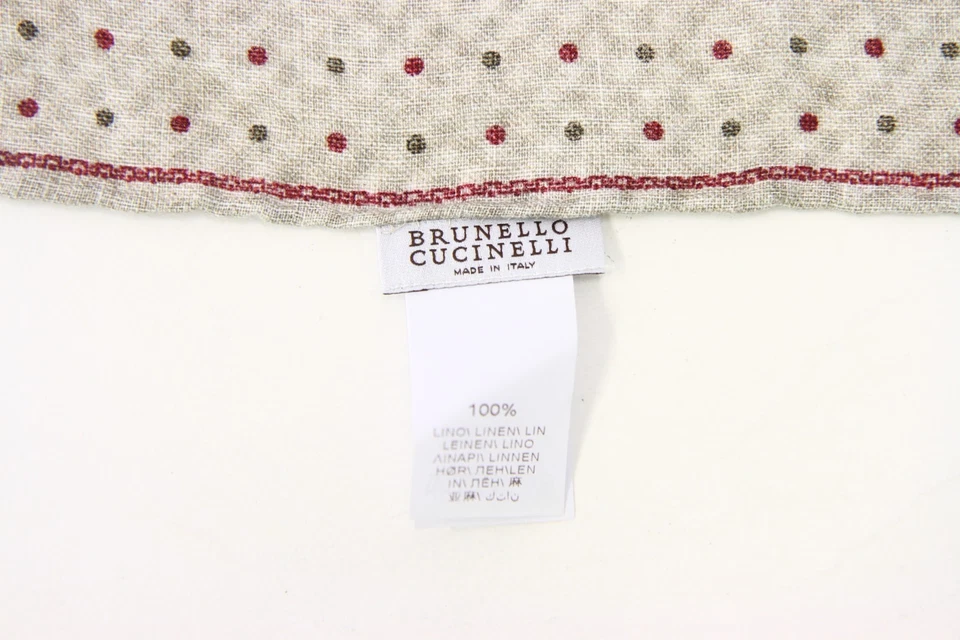 BRUNELLO
CUCINELLI
MADE IN ITALY
100%
LINO\ LINEN\ LIN
LEINEN\ LINO
ΛΙΝΑΡΙ\ LINNEN
HØR\ ЛЕН\LEN
IN\ ЛЁН\ 麻
亚麻\